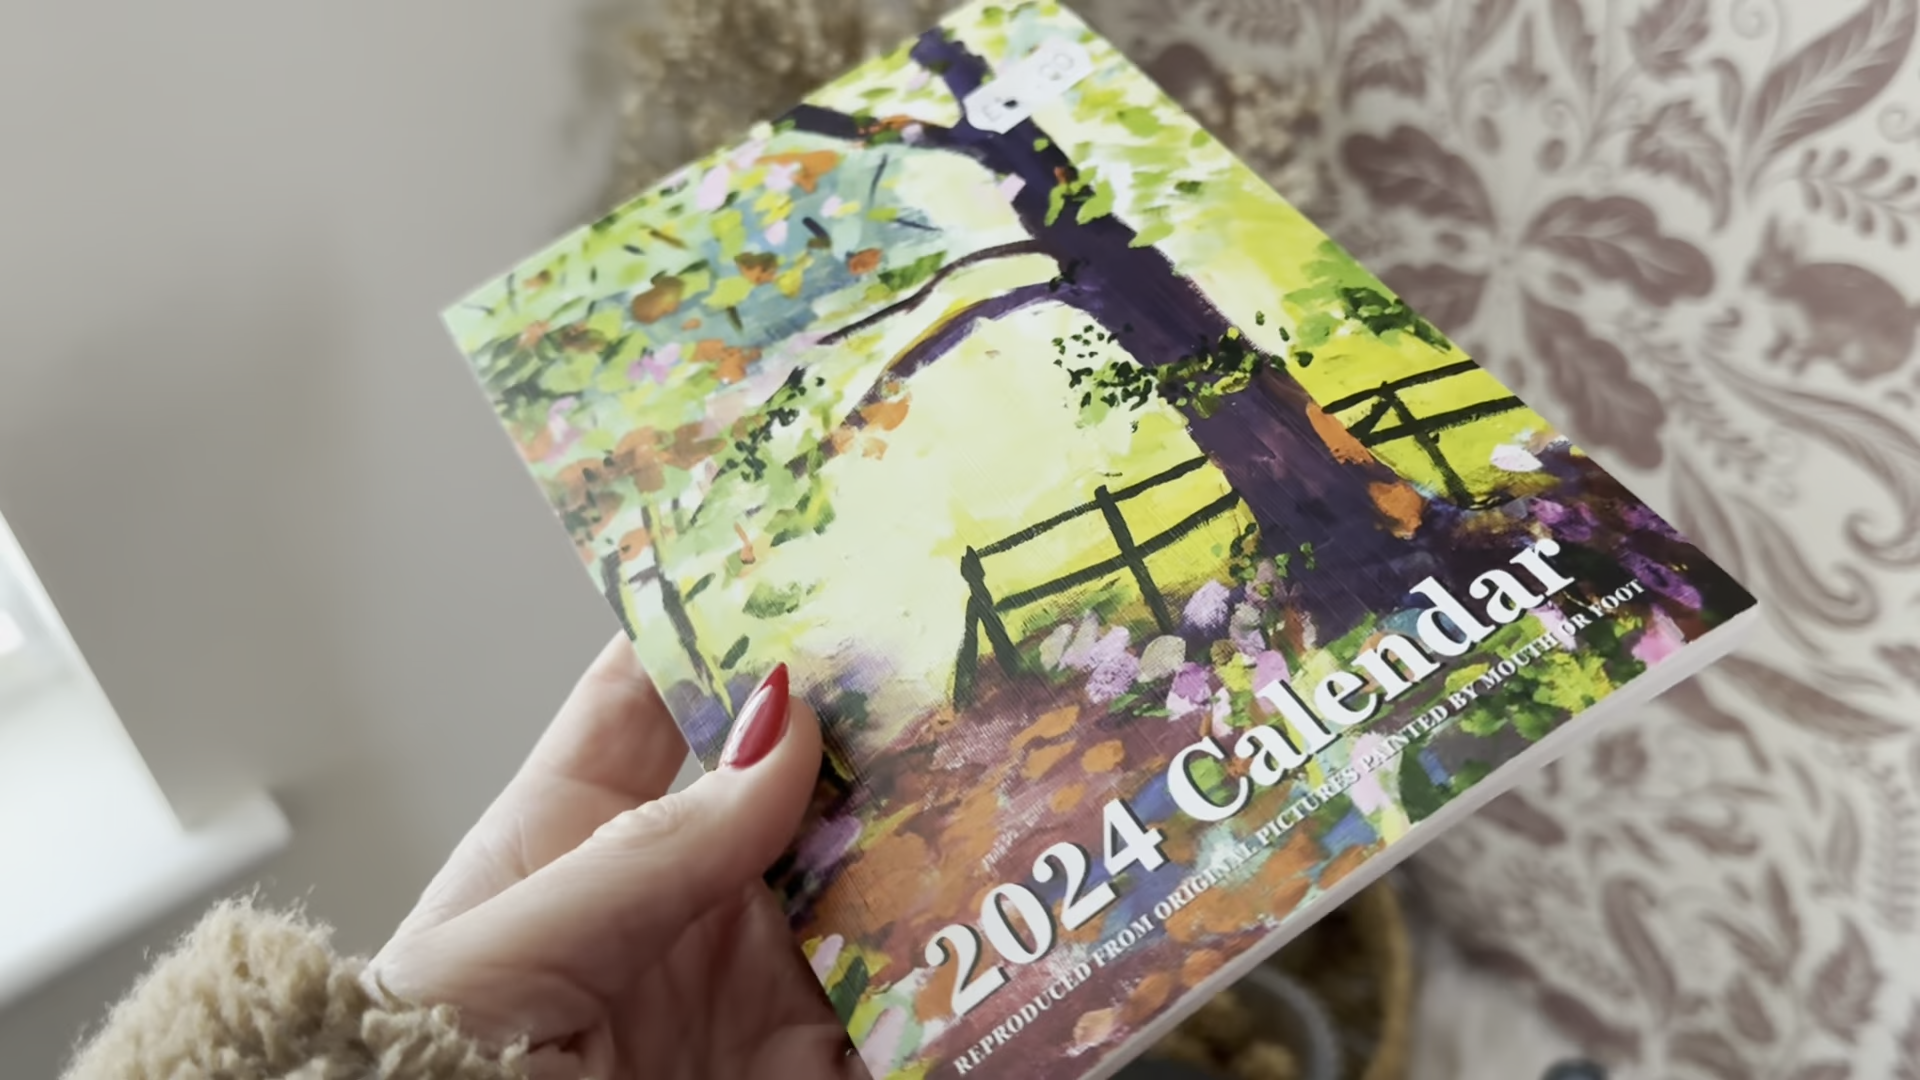 2024 Calendar
REPRODUCED FROM ORIGINAL PICTURES PAINTED BY MOUTH OR FOOT